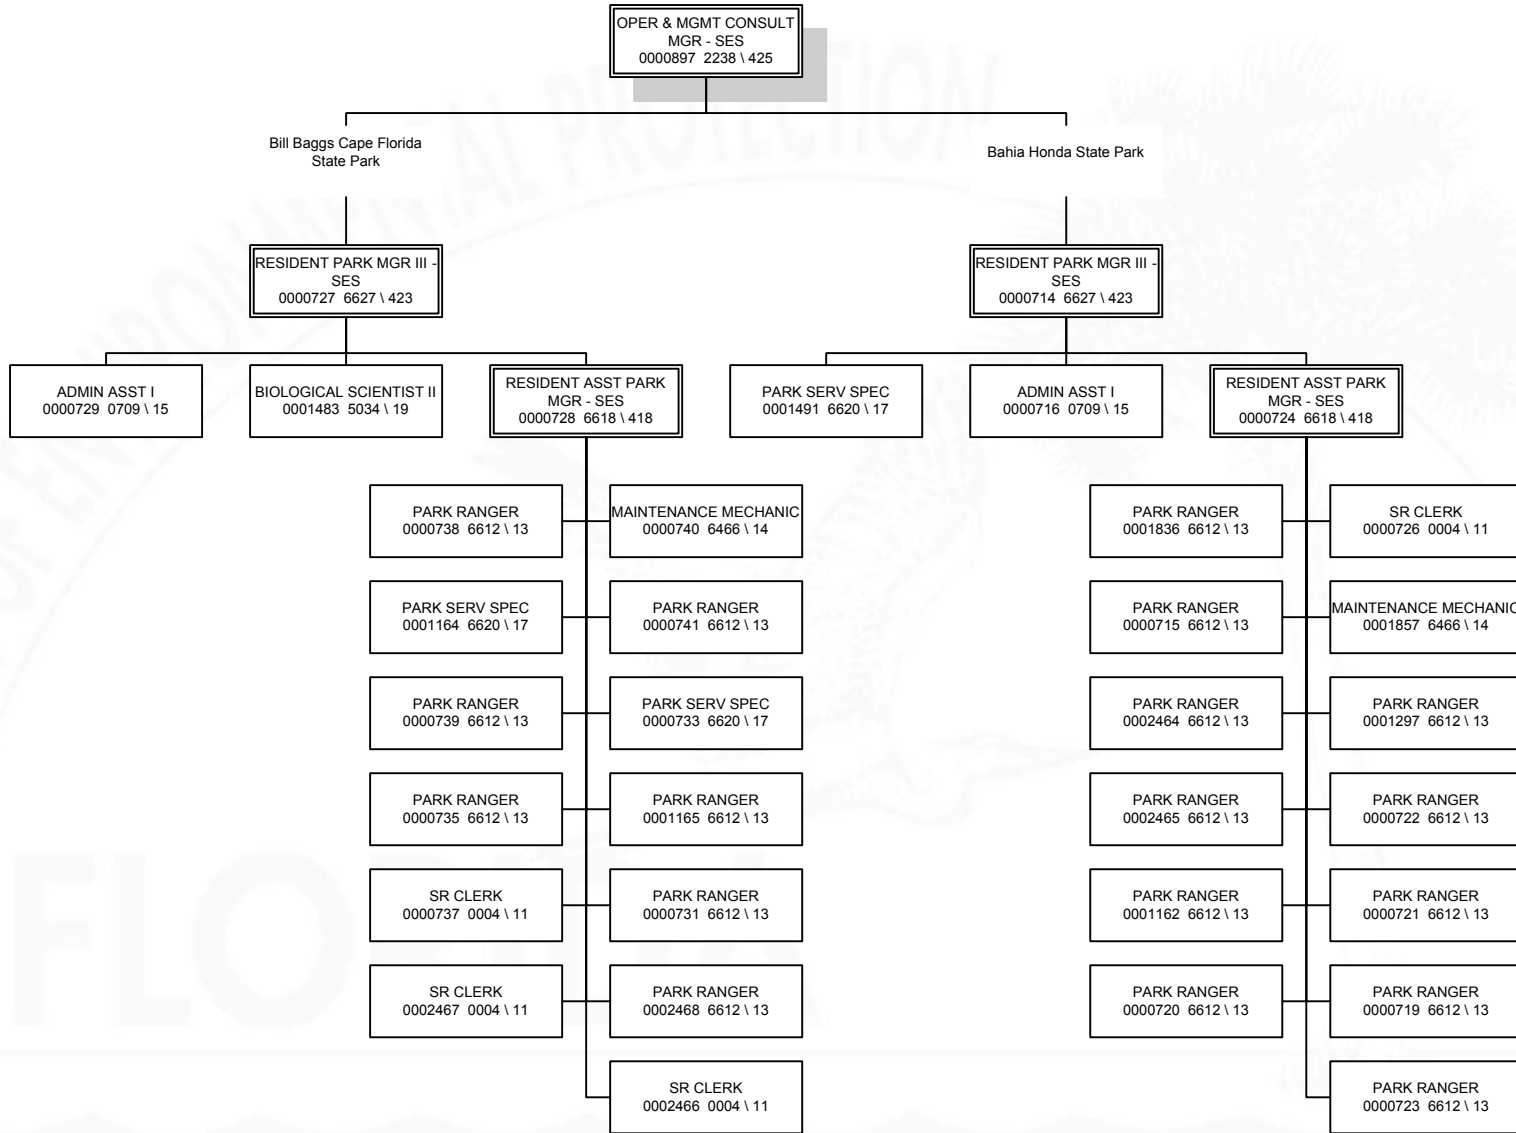 OPER & MGMT CONSULT
MGR - SES
0000897 2238 \ 425
Bill Baggs Cape Florida
State Park
Bahia Honda State Park
RESIDENT PARK MGR III -
SES
0000727 6627 \ 423
RESIDENT PARK MGR III -
SES
0000714 6627 \ 423
ADMIN ASST I
0000729 0709 \ 15
BIOLOGICAL SCIENTIST II
0001483 5034 \ 19
RESIDENT ASST PARK
MGR - SES
0000728 6618 \ 418
PARK SERV SPEC
0001491 6620 \ 17
ADMIN ASST I
0000716 0709 \ 15
RESIDENT ASST PARK
MGR - SES
0000724 6618 \ 418
PARK RANGER
0000738 6612 \ 13
MAINTENANCE MECHANIC
0000740 6466 \ 14
PARK SERV SPEC
0001164 6620 \ 17
PARK RANGER
0000741 6612 \ 13
PARK RANGER
0000739 6612 \ 13
PARK SERV SPEC
0000733 6620 \ 17
PARK RANGER
0000735 6612 \ 13
PARK RANGER
0001165 6612 \ 13
SR CLERK
0000737 0004 \ 11
PARK RANGER
0000731 6612 \ 13
SR CLERK
0002467 0004 \ 11
PARK RANGER
0002468 6612 \ 13
SR CLERK
0002466 0004 \ 11
PARK RANGER
0001836 6612 \ 13
SR CLERK
0000726 0004 \ 11
PARK RANGER
0000715 6612 \ 13
MAINTENANCE MECHANIC
0001857 6466 \ 14
PARK RANGER
0002464 6612 \ 13
PARK RANGER
0001297 6612 \ 13
PARK RANGER
0002465 6612 \ 13
PARK RANGER
0000722 6612 \ 13
PARK RANGER
0001162 6612 \ 13
PARK RANGER
0000721 6612 \ 13
PARK RANGER
0000720 6612 \ 13
PARK RANGER
0000719 6612 \ 13
PARK RANGER
0000723 6612 \ 13
OF ENVIRONMENTAL PROTECTION
FLORIDA